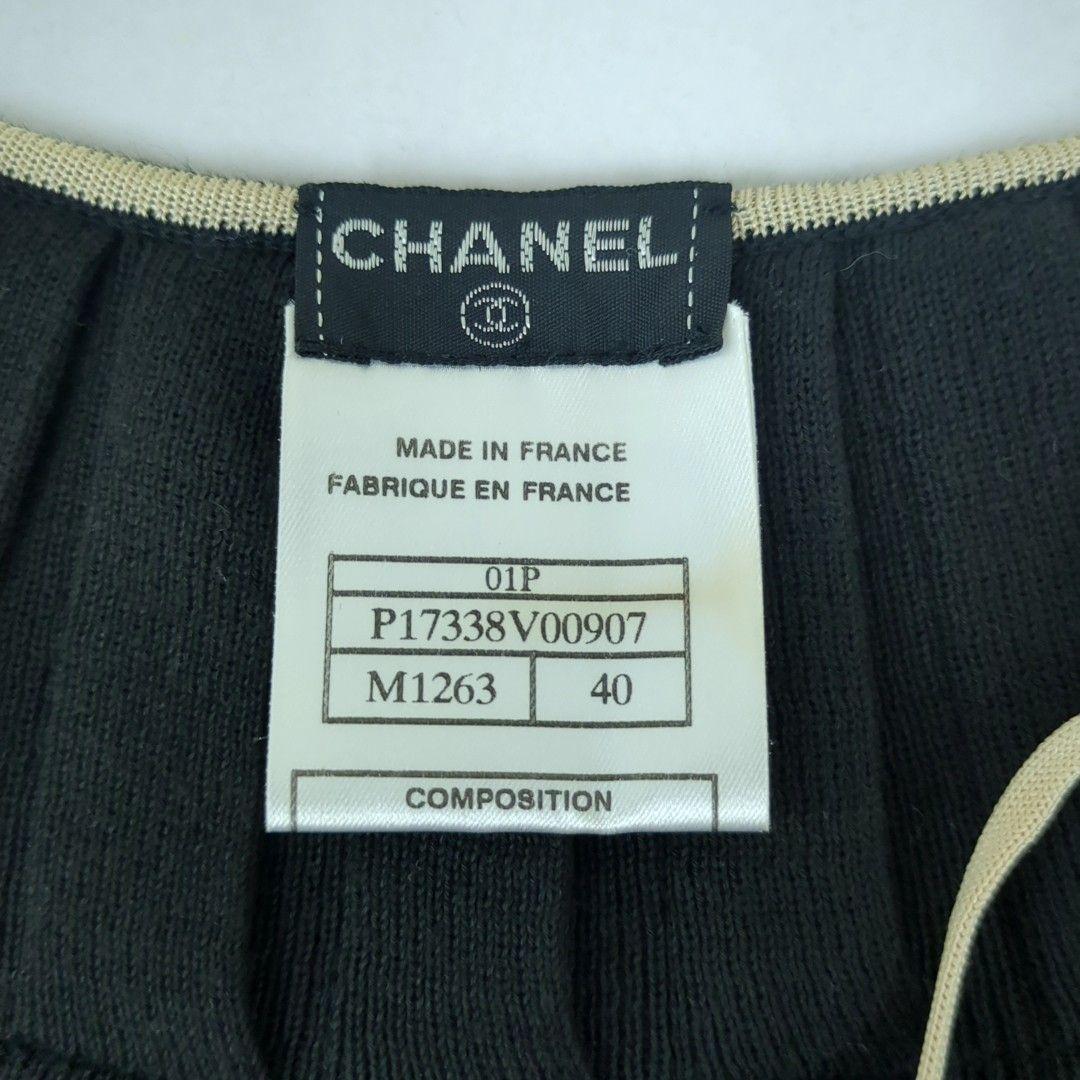 CHANEL
MADE IN FRANCE
FABRIQUE EN FRANCE
01P
P17338V00907
M1263 40
COMPOSITION